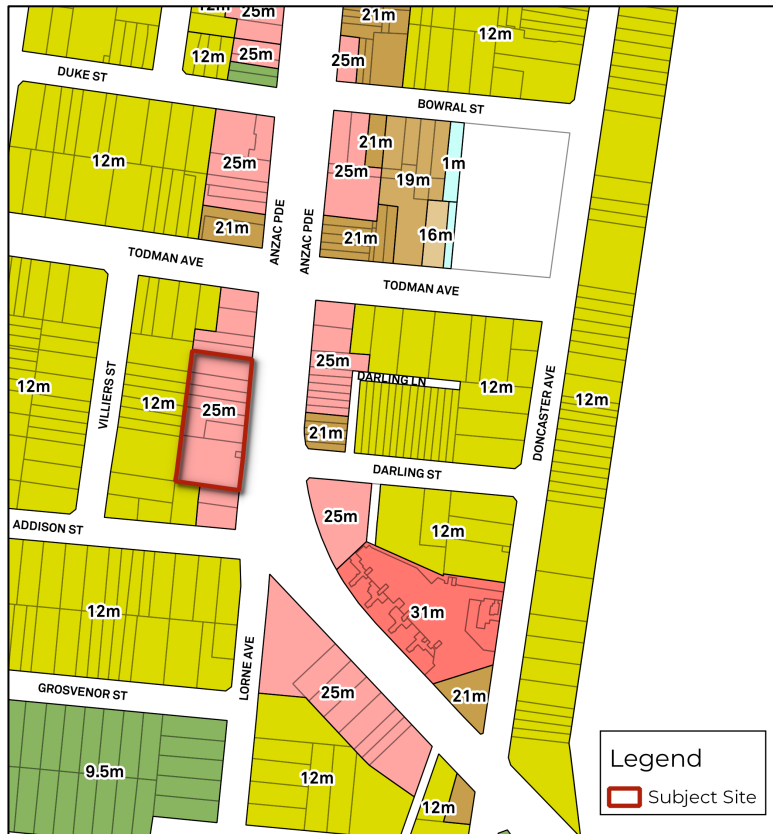 12m
25m
21m
12m
12m
25m
25m
DUKE ST
BOWRAL ST
12m
25m
21m
25m
19m
1m
21m
21m
16m
ANZAC PDE
ANZAC PDE
TODMAN AVE
TODMAN AVE
12m
VILLIERS ST
12m
25m
25m
DARLING LN
12m
DONCASTER AVE
12m
21m
DARLING ST
ADDISON ST
25m
12m
12m
31m
LORNE AVE
GROSVENOR ST
25m
21m
9.5m
12m
12m
Legend
Subject Site